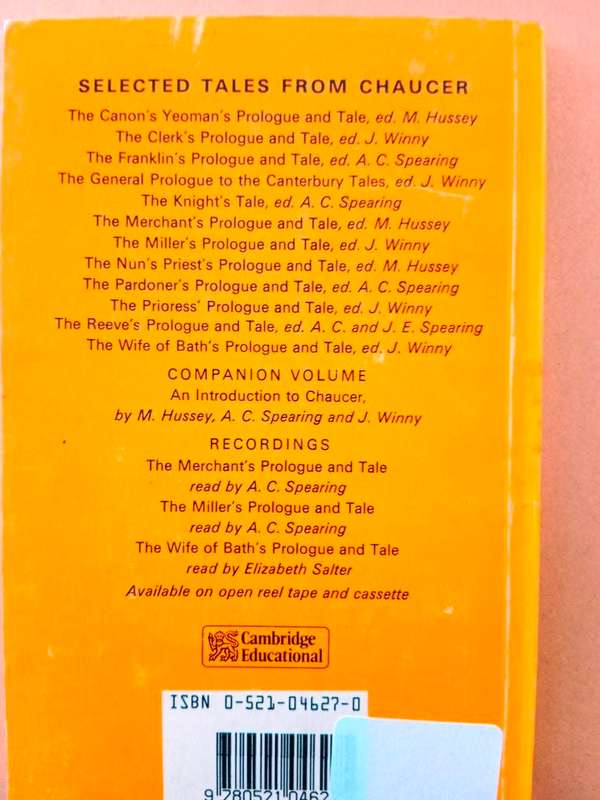 SELECTED TALES FROM CHAUCER
The Canon's Yeoman's Prologue and Tale, ed. M. Hussey
The Clerk's Prologue and Tale, ed. J. Winny
The Franklin's Prologue and Tale, ed. A. C. Spearing
The General Prologue to the Canterbury Tales, ed. J. Winny
The Knight's Tale, ed. A. C. Spearing
The Merchant's Prologue and Tale, ed. M. Hussey
The Miller's Prologue and Tale, ed. J. Winny
The Nun's Priest's Prologue and Tale, ed. M. Hussey
The Pardoner's Prologue and Tale, ed. A. C. Spearing
The Prioress' Prologue and Tale, ed. J. Winny
The Reeve's Prologue and Tale, ed. A. C. and J. E. Spearing
The Wife of Bath's Prologue and Tale, ed. J. Winny
COMPANION VOLUME
An Introduction to Chaucer,
by M. Hussey, A. C. Spearing and J. Winny
RECORDINGS
The Merchant's Prologue and Tale
read by A. C. Spearing
The Miller's Prologue and Tale
read by A. C. Spearing
The Wife of Bath's Prologue and Tale
read by Elizabeth Salter
Available on open reel tape and cassette
Cambridge
Educational
ISBN 0-521-04627-0
9 780521 0462